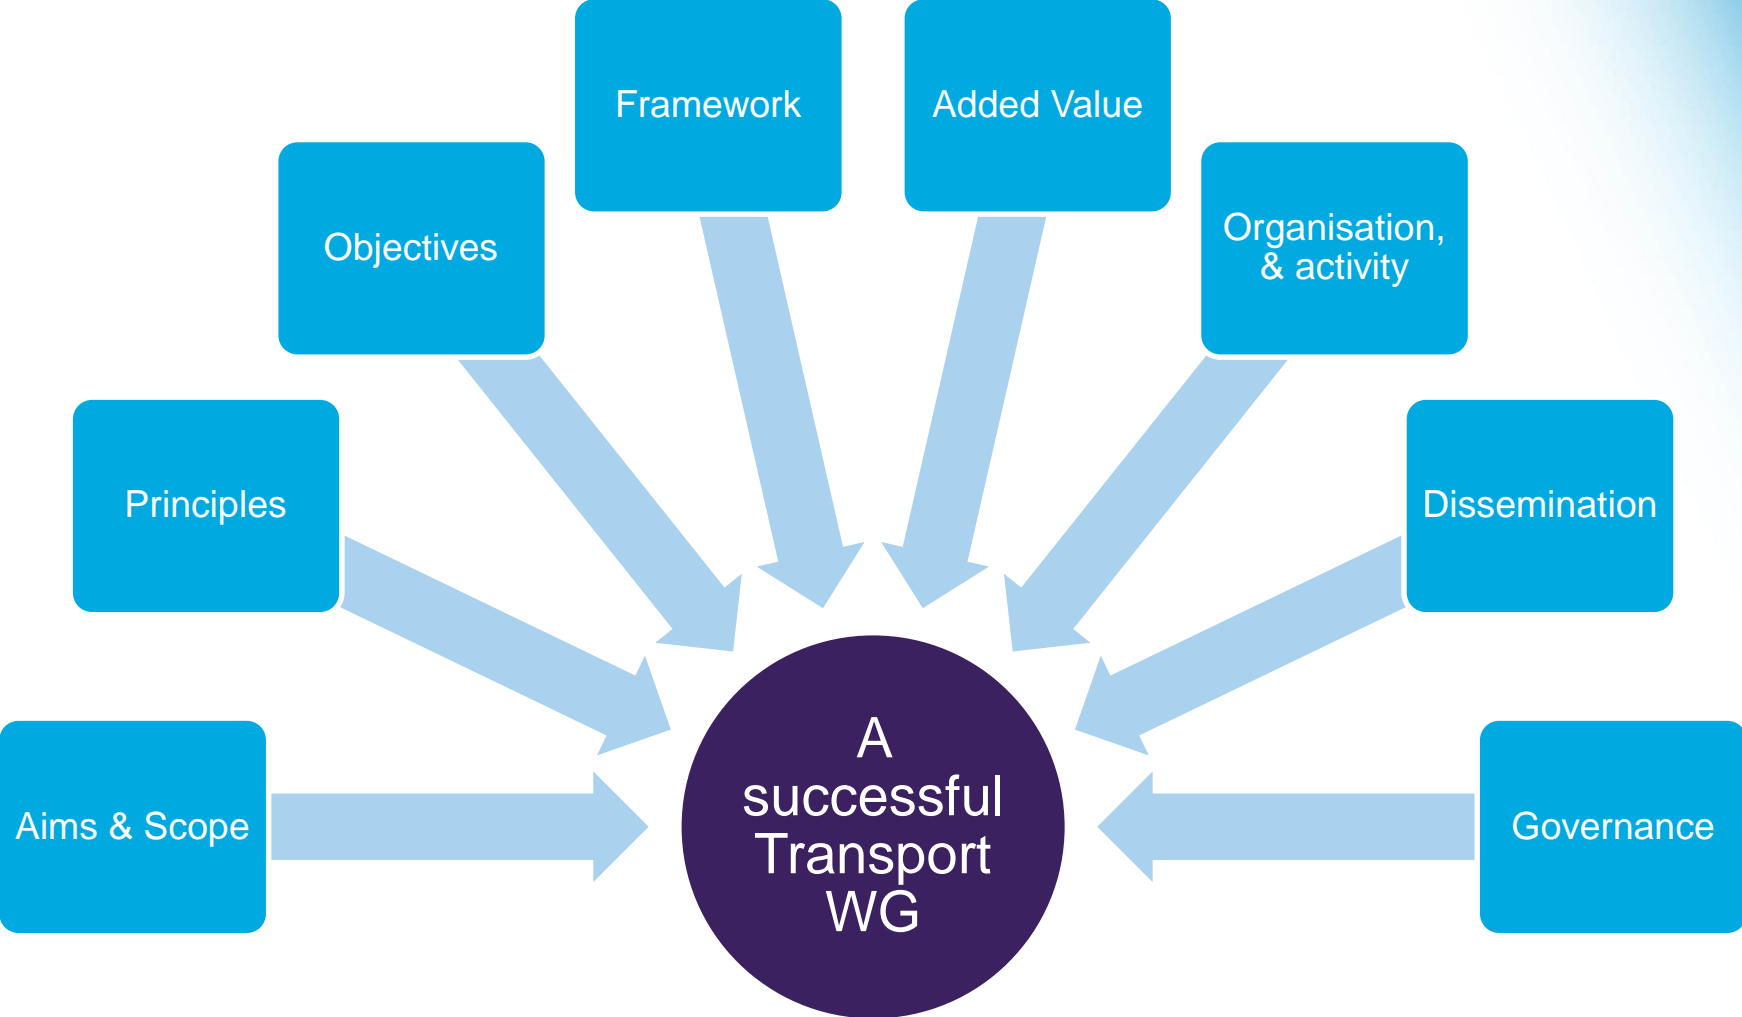 Framework
Added Value
Objectives
Organisation,
& activity
Principles
Dissemination
Aims & Scope
A
successful
Transport
WG
Governance